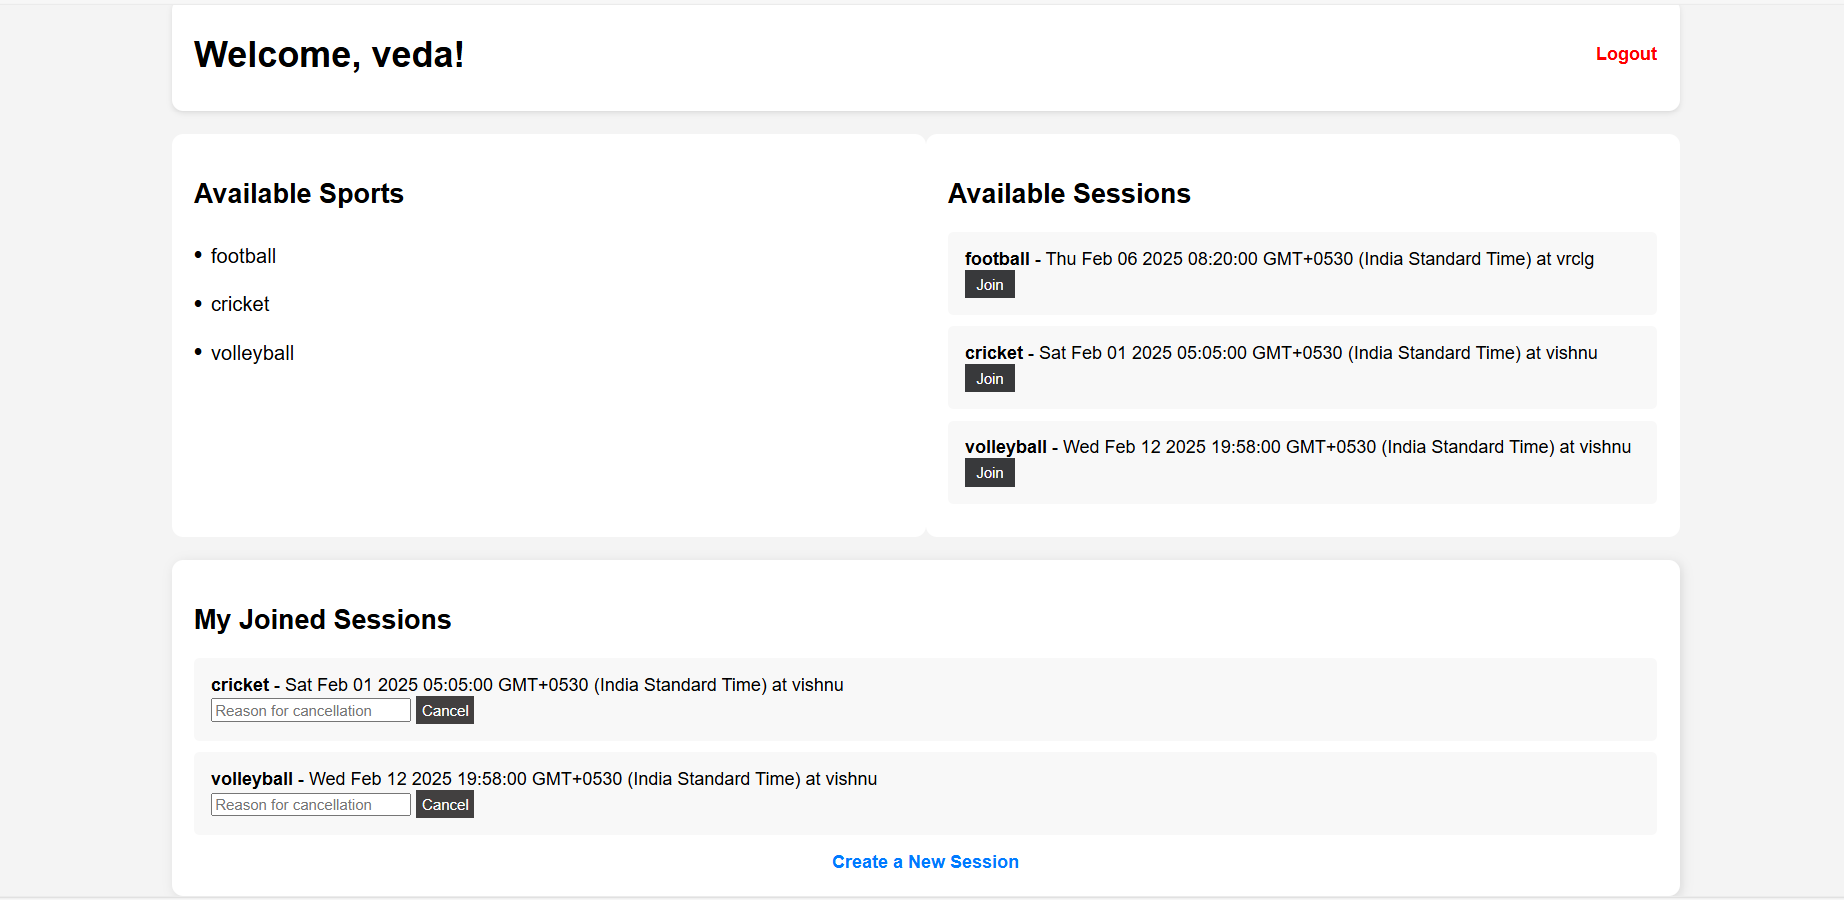 Welcome, veda!
Logout
Available Sports
• football
• cricket
• volleyball
Available Sessions
football - Thu Feb 06 2025 08:20:00 GMT+0530 (India Standard Time) at vrclg
Join
cricket - Sat Feb 01 2025 05:05:00 GMT+0530 (India Standard Time) at vishnu
Join
volleyball - Wed Feb 12 2025 19:58:00 GMT+0530 (India Standard Time) at vishnu
Join
My Joined Sessions
cricket - Sat Feb 01 2025 05:05:00 GMT+0530 (India Standard Time) at vishnu
Reason for cancellation Cancel
volleyball - Wed Feb 12 2025 19:58:00 GMT+0530 (India Standard Time) at vishnu
Reason for cancellation Cancel
Create a New Session